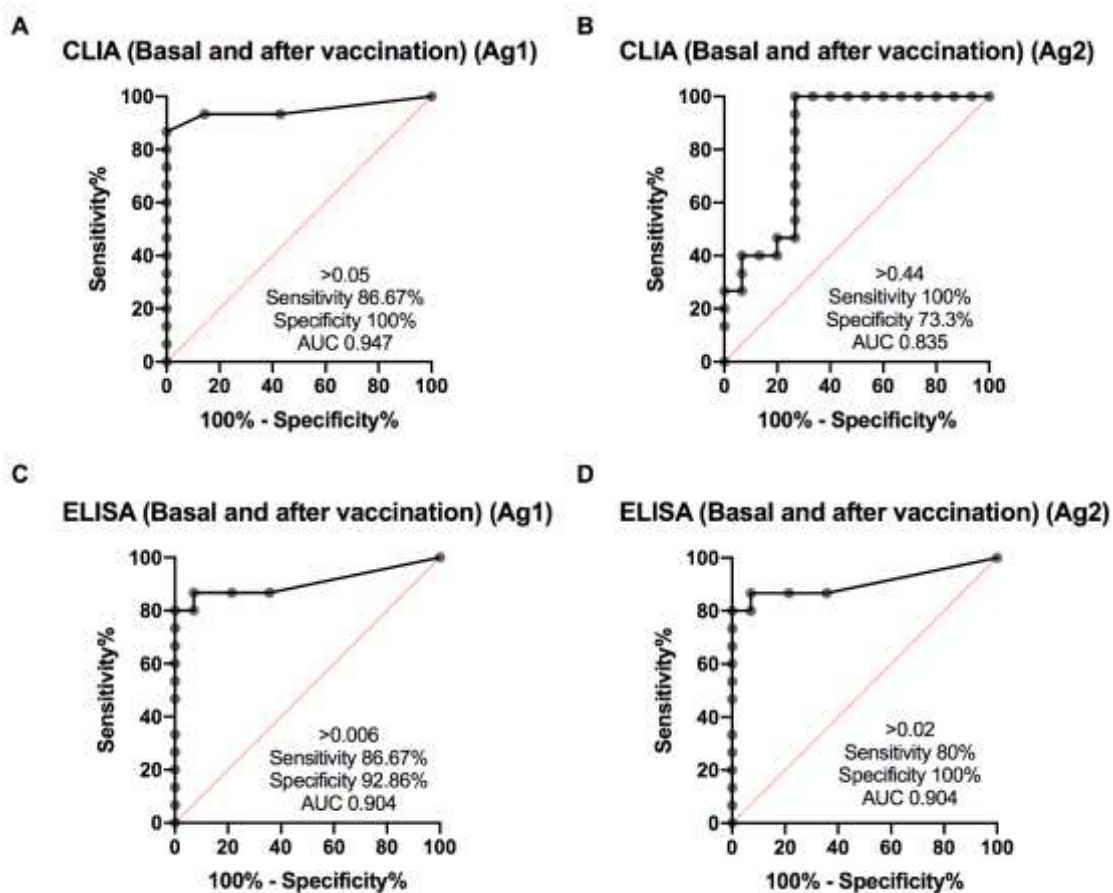 A
CLIA (Basal and after vaccination) (Ag1)
100
80
60
40
20
0
Sensitivity%
>0.05
Sensitivity 86.67%
Specificity 100%
AUC 0.947
0 20 40 60 80 100
100% - Specificity%
B
CLIA (Basal and after vaccination) (Ag2)
100
80
60
40
20
0
Sensitivity%
>0.44
Sensitivity 100%
Specificity 73.3%
AUC 0.835
0 20 40 60 80 100
100% - Specificity%
C
ELISA (Basal and after vaccination) (Ag1)
100
80
60
40
20
0
Sensitivity%
>0.006
Sensitivity 86.67%
Specificity 92.86%
AUC 0.904
0 20 40 60 80 100
100% - Specificity%
D
ELISA (Basal and after vaccination) (Ag2)
100
80
60
40
20
0
Sensitivity%
>0.02
Sensitivity 80%
Specificity 100%
AUC 0.904
0 20 40 60 80 100
100% - Specificity%